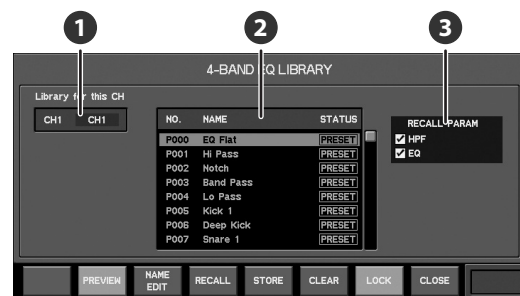 1 2 3
4-BAND EQ LIBRARY
Library for this CH
CH1 CH1
NO. NAME STATUS
P000 EQ Flat PRESET
P001 Hi Pass PRESET
P002 Notch PRESET
P003 Band Pass PRESET
P004 Lo Pass PRESET
P005 Kick 1 PRESET
P006 Deep Kick PRESET
P007 Snare 1 PRESET
RECALL PARAM
HPF
EQ
PREVIEW NAME EDIT RECALL STORE CLEAR LOCK CLOSE